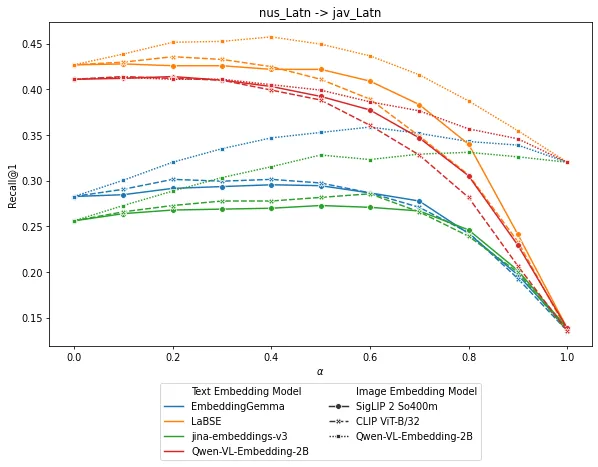 nus_Latn -> jav_Latn
Recall@1
0.45
0.40
0.35
0.30
0.25
0.20
0.15
0.0 0.2 0.4 0.6 0.8 1.0
α
Text Embedding Model
EmbeddingGemma
LaBSE
jina-embeddings-v3
Qwen-VL-Embedding-2B
Image Embedding Model
SigLIP 2 So400m
CLIP ViT-B/32
Qwen-VL-Embedding-2B